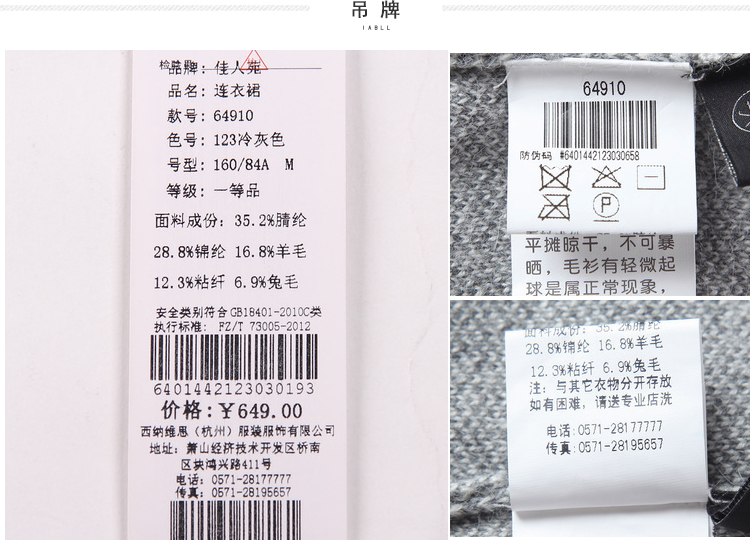 吊牌
检验
品牌：佳人苑
品名：连衣裙
款号：64910
色号：123冷灰色
号型：160/84A M
等级：一等品
面料成份：35.2%腈纶
28.8%锦纶 16.8%羊毛
12.3%粘纤 6.9%兔毛
安全类别符合GB18401-2010C类
执行标准：FZ/T 73005-2012
6401442123030193
价格：¥649.00
西纳维思（杭州）服装服饰有限公司
地址：萧山经济技术开发区桥南
区块鸿兴路411号
电话：0571-28177777
传真：0571-28195657
64910
防伪码 #6401442123030658
P
平摊晾干，不可暴
晒，毛衫有轻微起
球是属正常现象，
面料成份：35.2%腈纶
28.8%锦纶 16.8%羊毛
12.3%粘纤 6.9%兔毛
注：与其它衣物分开存放
如有困难，请送专业店洗
电话：0571-28177777
传真：0571-28195657